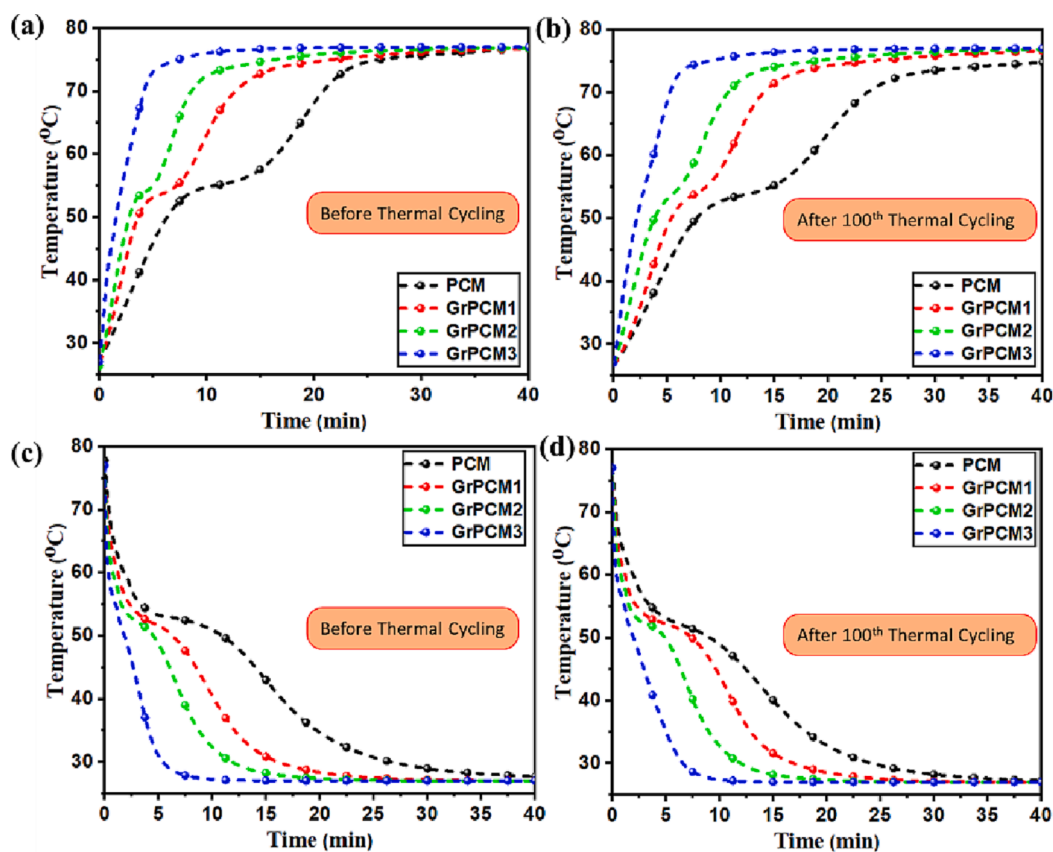 (a)
80
70
60
50
40
30
Temperature (⁰C)
0 10 20 30 40
Time (min)
Before Thermal Cycling
PCM
GrPCM1
GrPCM2
GrPCM3
(b)
80
70
60
50
40
30
Temperature (⁰C)
0 5 10 15 20 25 30 35 40
Time (min)
After 100th Thermal Cycling
PCM
GrPCM1
GrPCM2
GrPCM3
(c)
80
70
60
50
40
30
Temperature (⁰C)
0 5 10 15 20 25 30 35 40
Time (min)
Before Thermal Cycling
PCM
GrPCM1
GrPCM2
GrPCM3
(d)
80
70
60
50
40
30
Temperature (⁰C)
0 5 10 15 20 25 30 35 40
Time (min)
After 100th Thermal Cycling
PCM
GrPCM1
GrPCM2
GrPCM3